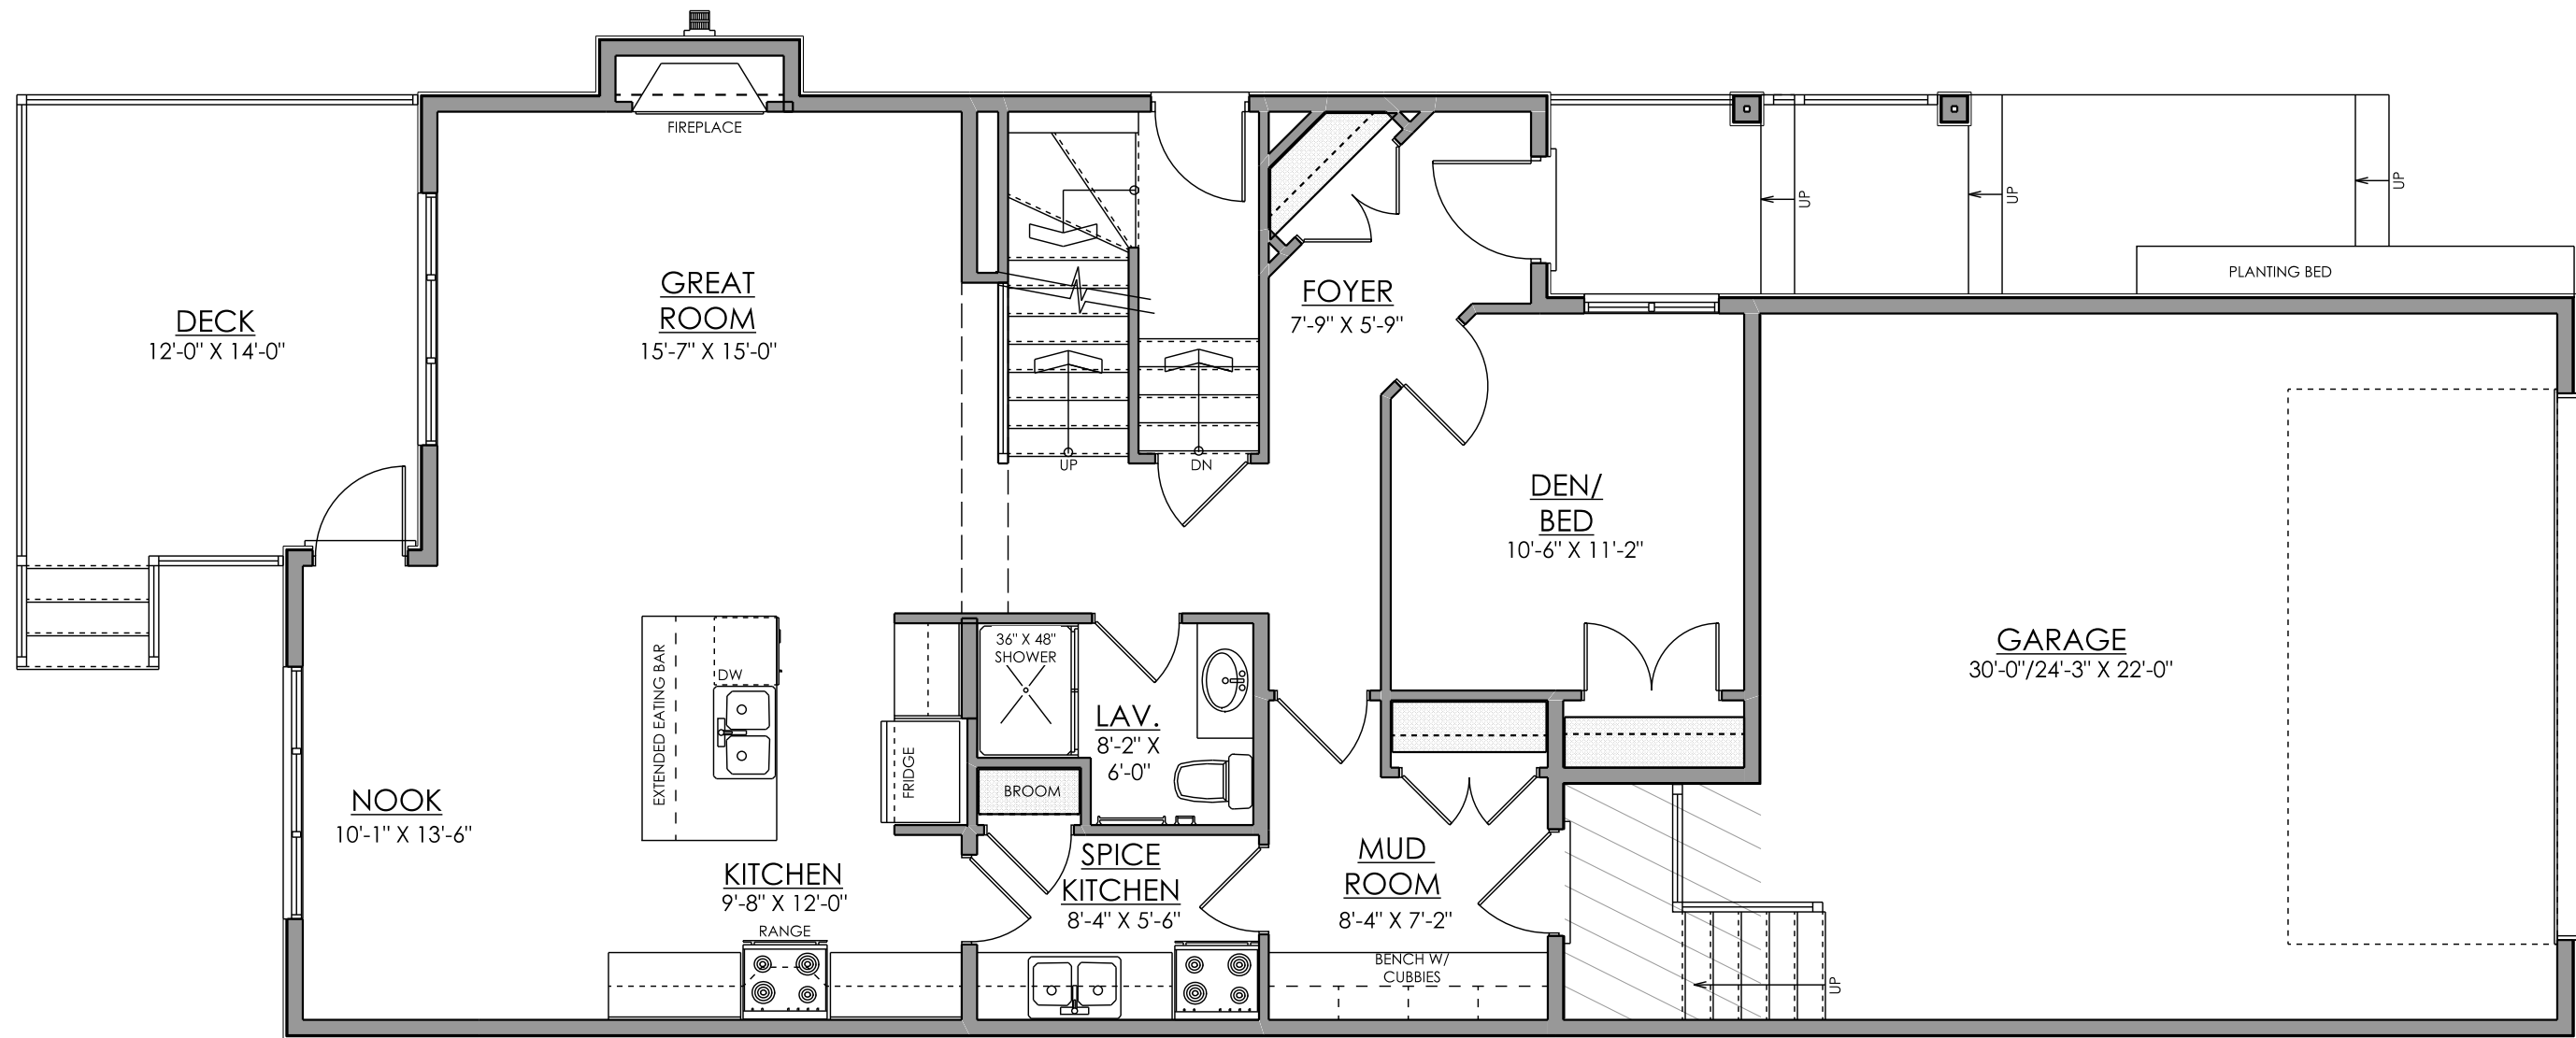 FIREPLACE
DECK
12'-0" X 14'-0"
GREAT
ROOM
15'-7" X 15'-0"
UP
DN
FOYER
7'-9" X 5'-9"
UP
UP
UP
PLANTING BED
DEN/
BED
10'-6" X 11'-2"
GARAGE
30'-0"/24'-3" X 22'-0"
NOOK
10'-1" X 13'-6"
EXTENDED EATING BAR
DW
FRIDGE
36" X 48"
SHOWER
LAV.
8'-2" X
6'-0"
BROOM
KITCHEN
9'-8" X 12'-0"
RANGE
SPICE
KITCHEN
8'-4" X 5'-6"
MUD
ROOM
8'-4" X 7'-2"
BENCH W/
CUBBIES
UP